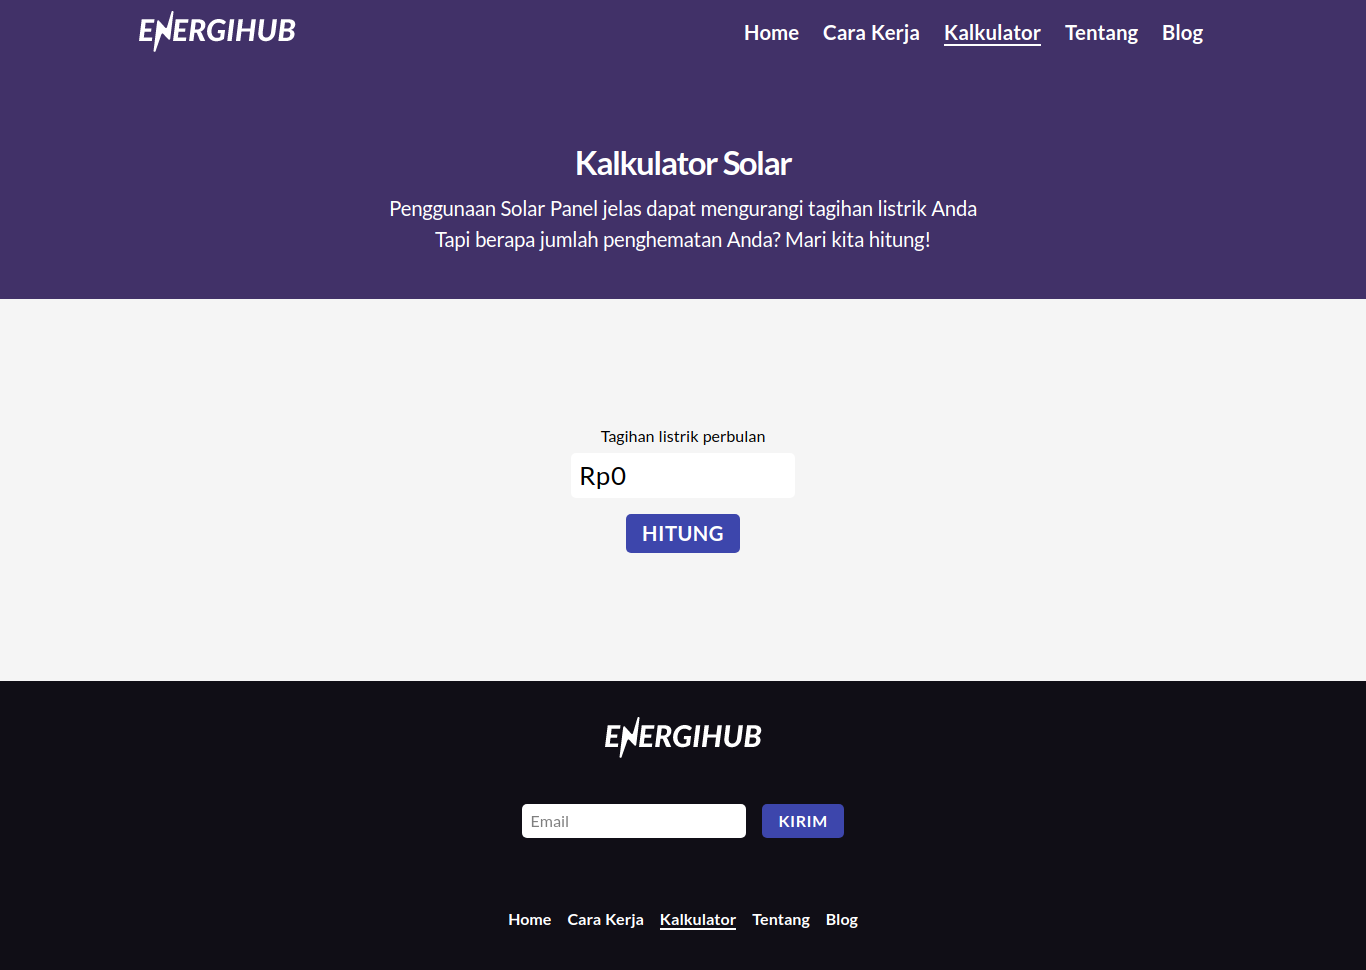 ENERGIHUB
Home Cara Kerja Kalkulator Tentang Blog
Kalkulator Solar
Penggunaan Solar Panel jelas dapat mengurangi tagihan listrik Anda
Tapi berapa jumlah penghematan Anda? Mari kita hitung!
Tagihan listrik perbulan
Rp0
HITUNG
ENERGIHUB
Email KIRIM
Home Cara Kerja Kalkulator Tentang Blog